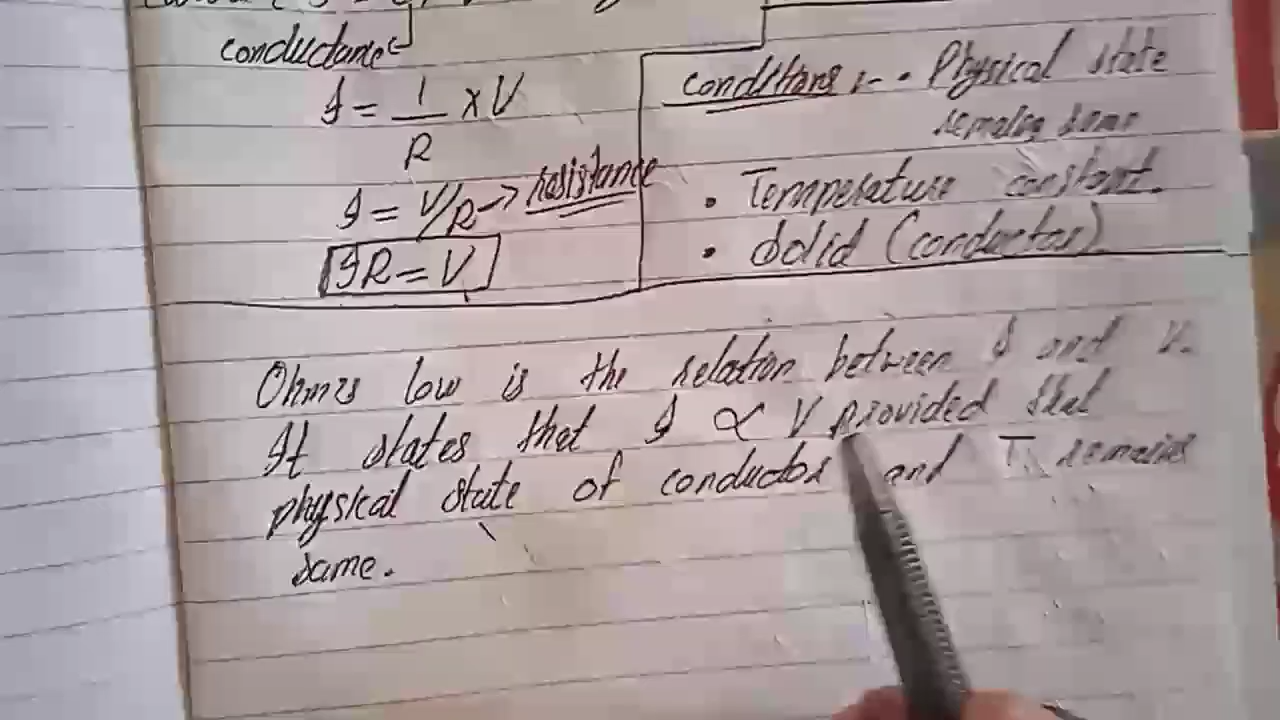 conductance
I = 1/R × V
I = V/R → resistance
IR = V
Conditions :- • Physical state
remains same
• Temperature constant.
• Solid (conductor)
Ohms law is the relation between I and V.
It states that I ∝ V provided that
physical state of conductor and T remains
same.